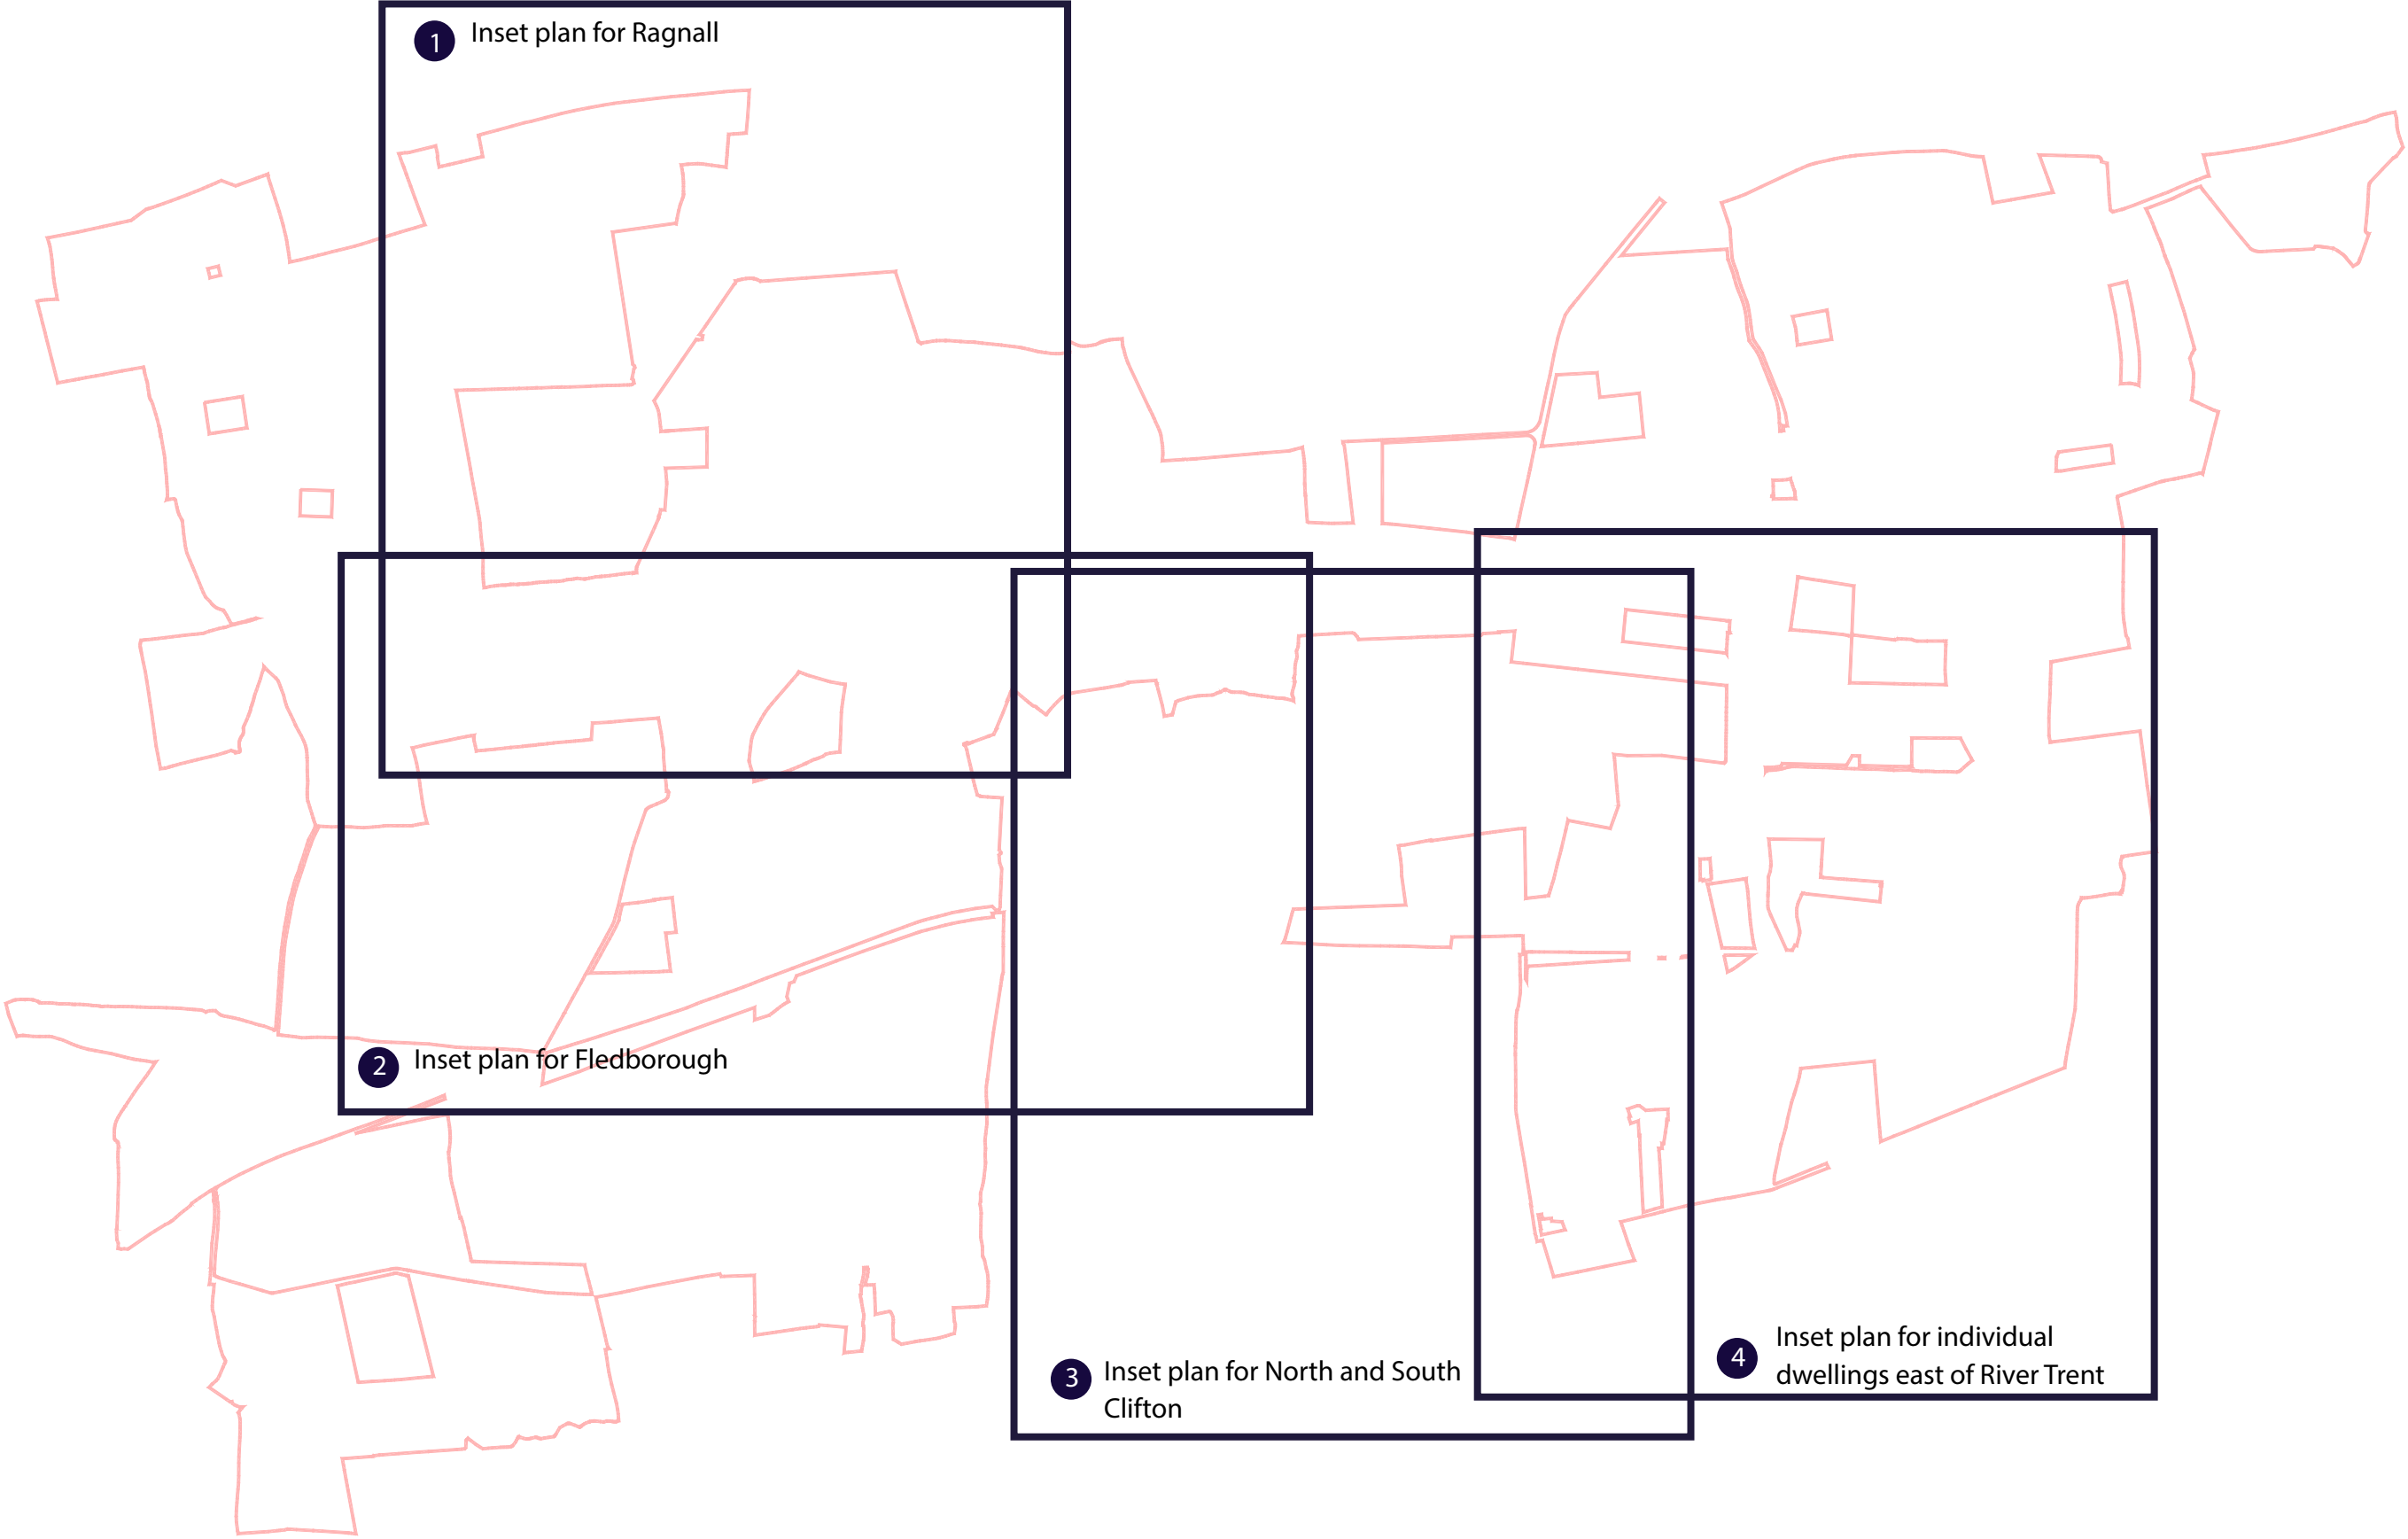 1 Inset plan for Ragnall
2 Inset plan for Fledborough
3 Inset plan for North and South
Clifton
4 Inset plan for individual
dwellings east of River Trent